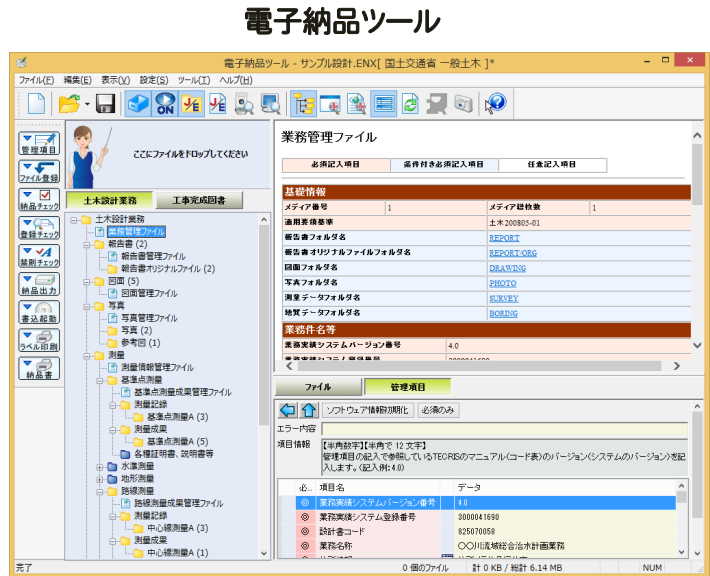 電子納品ツール
電子納品ツール - サンプル設計.ENX[ 国土交通省 一般土木 ]*
ファイル(F) 編集(E) 表示(V) 設定(S) ツール(T) ヘルプ(H)
管理項目
ファイル登録
納品チェック
登録チェック
禁則チェック
納品出力
書込起動
ラベル印刷
納品書
ここにファイルをドロップしてください
土木設計業務 工事完成図書
土木設計業務
業務管理ファイル
報告書 (2)
報告書管理ファイル
報告書オリジナルファイル (2)
図面 (5)
図面管理ファイル
写真
写真管理ファイル
写真 (2)
参考図 (1)
測量
測量情報管理ファイル
基準点測量
基準点測量成果管理ファイル
測量記録
基準点測量A (3)
測量成果
基準点測量A (5)
各種証明書、説明書等
水準測量
地形測量
路線測量
路線測量成果管理ファイル
測量記録
中心線測量A (3)
測量成果
中心線測量A (1)
業務管理ファイル
必須記入項目 条件付き必須記入項目 任意記入項目
基礎情報
メディア番号 1 メディア総枚数 1
適用要領基準 土木200805-01
報告書フォルダ名 REPORT
報告書オリジナルファイルフォルダ名 REPORT/ORG
図面フォルダ名 DRAWING
写真フォルダ名 PHOTO
測量データフォルダ名 SURVEY
地質データフォルダ名 BORING
業務件名等
業務実績システムバージョン番号 4.0
業務実績システム登録番号 3000041690
ファイル 管理項目
ソフトウェア情報初期化 必須のみ
エラー内容
項目情報 【半角数字】【半角で 12 文字】
管理項目の記入で参照しているTECRISのマニュアル(コード表)のバージョン(システムのバージョン)を記
入します。(記入例:4.0)
必.. 項目名 データ
◎ 業務実績システムバージョン番号 4.0
◎ 業務実績システム登録番号 3000041690
◎ 設計書コード 825070058
◎ 業務名称 〇〇川流域総合治水計画業務
完了 0 個のファイル 計 0 KB / 総計 6.14 MB NUM